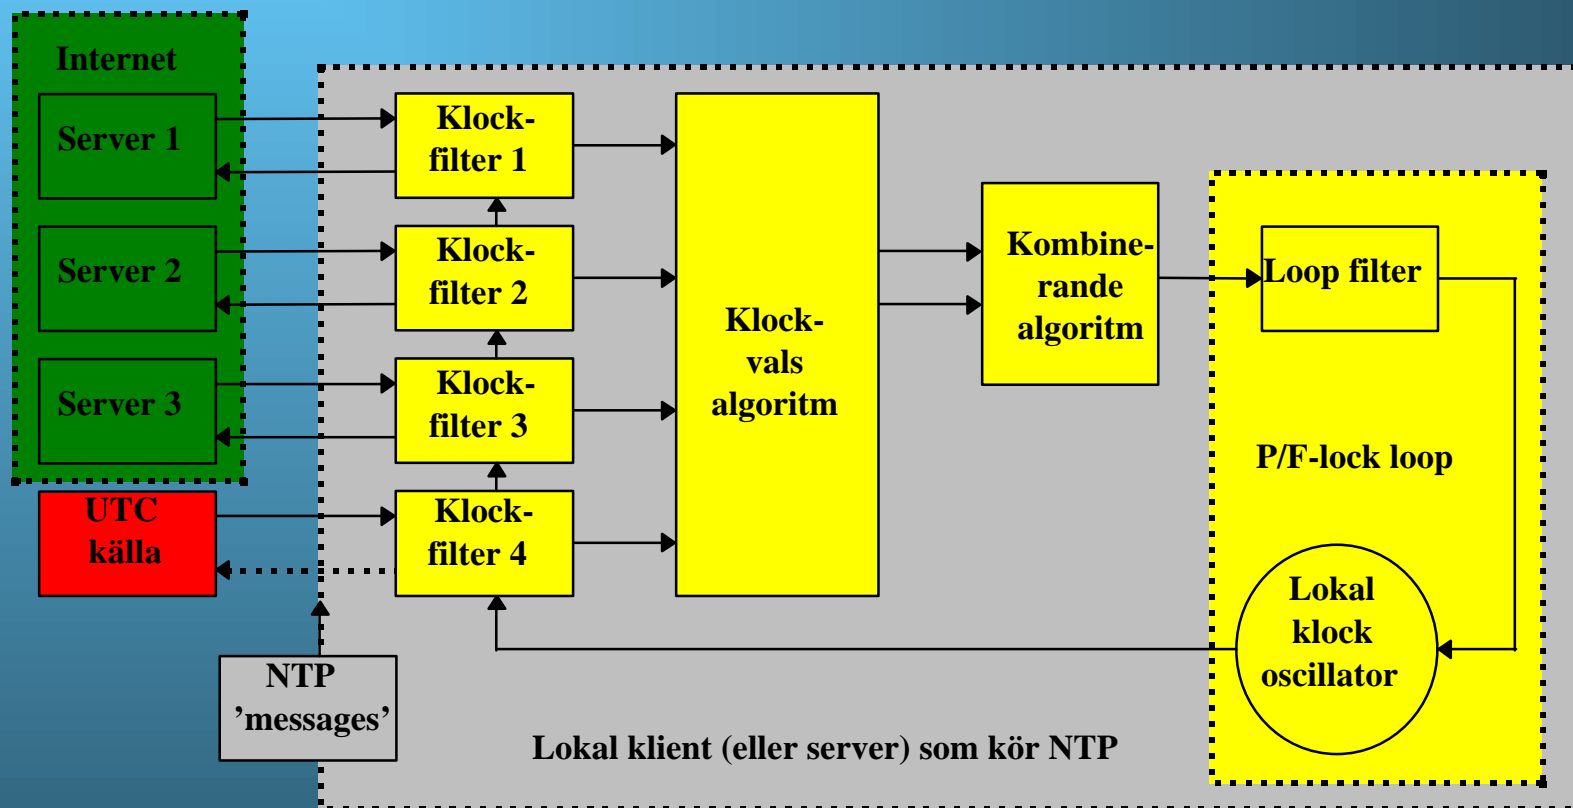 Internet
Server 1
Klock-
filter 1
Server 2
Klock-
filter 2
Server 3
Klock-
filter 3
UTC
källa
Klock-
filter 4
Klock-
vals
algoritm
Kombine-
rande
algoritm
Loop filter
P/F-lock loop
Lokal
klock
oscillator
NTP
’messages’
Lokal klient (eller server) som kör NTP